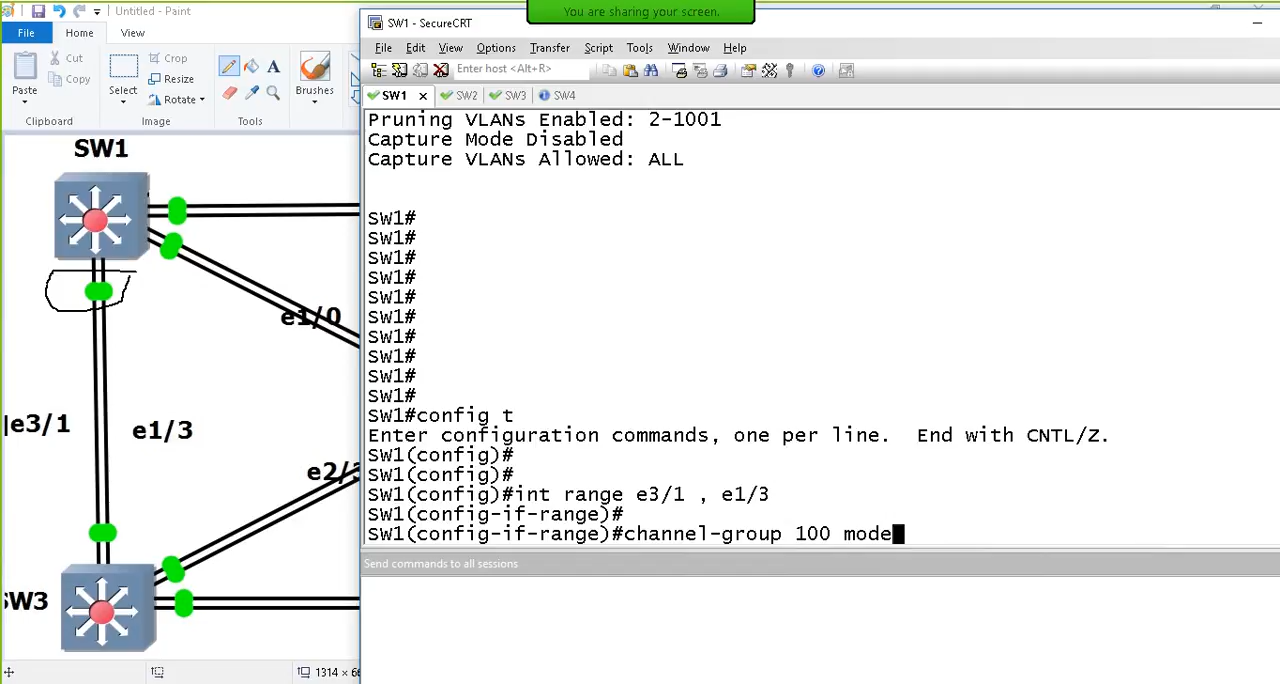 You are sharing your screen.
Untitled - Paint
File
Home
View
Paste
Cut
Copy
Clipboard
Select
Crop
Resize
Rotate
Image
Tools
Brushes
SW1
e1/0
e3/1
e1/3
e2/3
SW3
1314 × 6
SW1 - SecureCRT
File Edit View Options Transfer Script Tools Window Help
Enter host <Alt+R>
SW1 SW2 SW3 SW4
Pruning VLANs Enabled: 2-1001
Capture Mode Disabled
Capture VLANs Allowed: ALL
SW1#
SW1#
SW1#
SW1#
SW1#
SW1#
SW1#
SW1#
SW1#
SW1#
SW1#config t
Enter configuration commands, one per line.  End with CNTL/Z.
SW1(config)#
SW1(config)#
SW1(config)#int range e3/1 , e1/3
SW1(config-if-range)#
SW1(config-if-range)#channel-group 100 mode
Send commands to all sessions